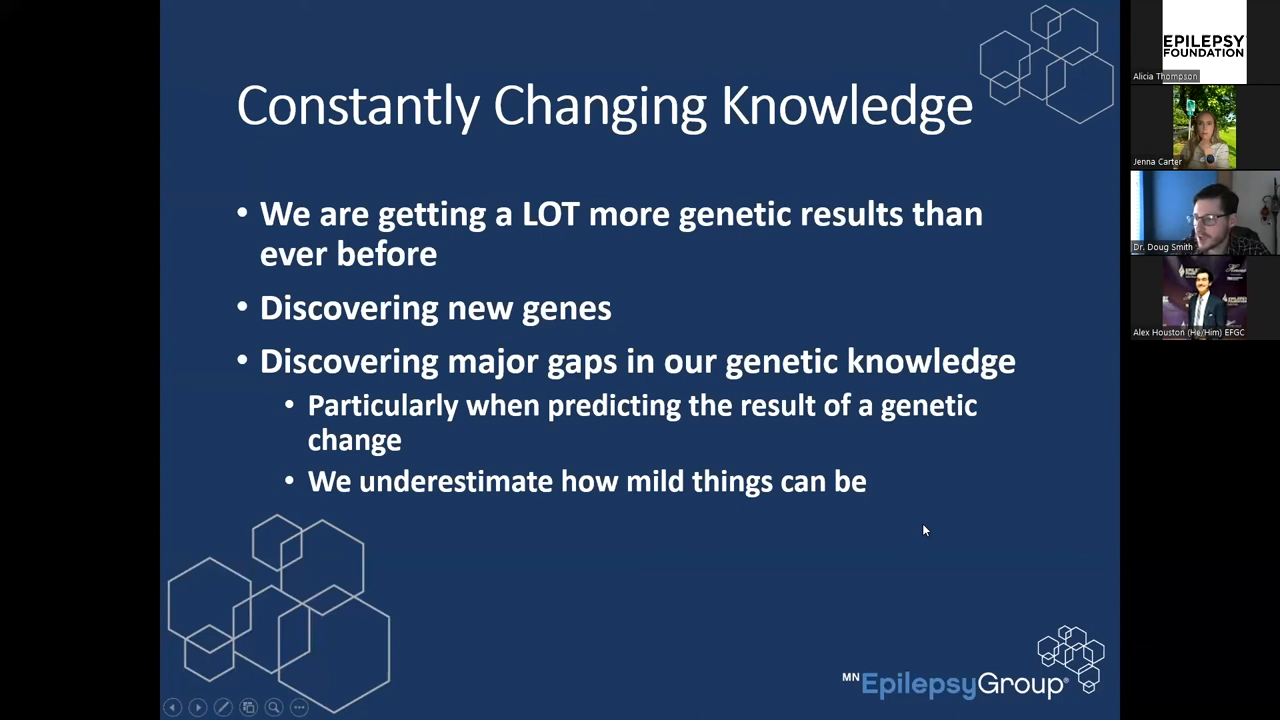 Constantly Changing Knowledge
• We are getting a LOT more genetic results than
ever before
• Discovering new genes
• Discovering major gaps in our genetic knowledge
• Particularly when predicting the result of a genetic
change
• We underestimate how mild things can be
MN EpilepsyGroup®
EPILEPSY
FOUNDATION
Alicia Thompson
Jenna Carter
Dr. Doug Smith
Alex Houston (He/Him) EFGC